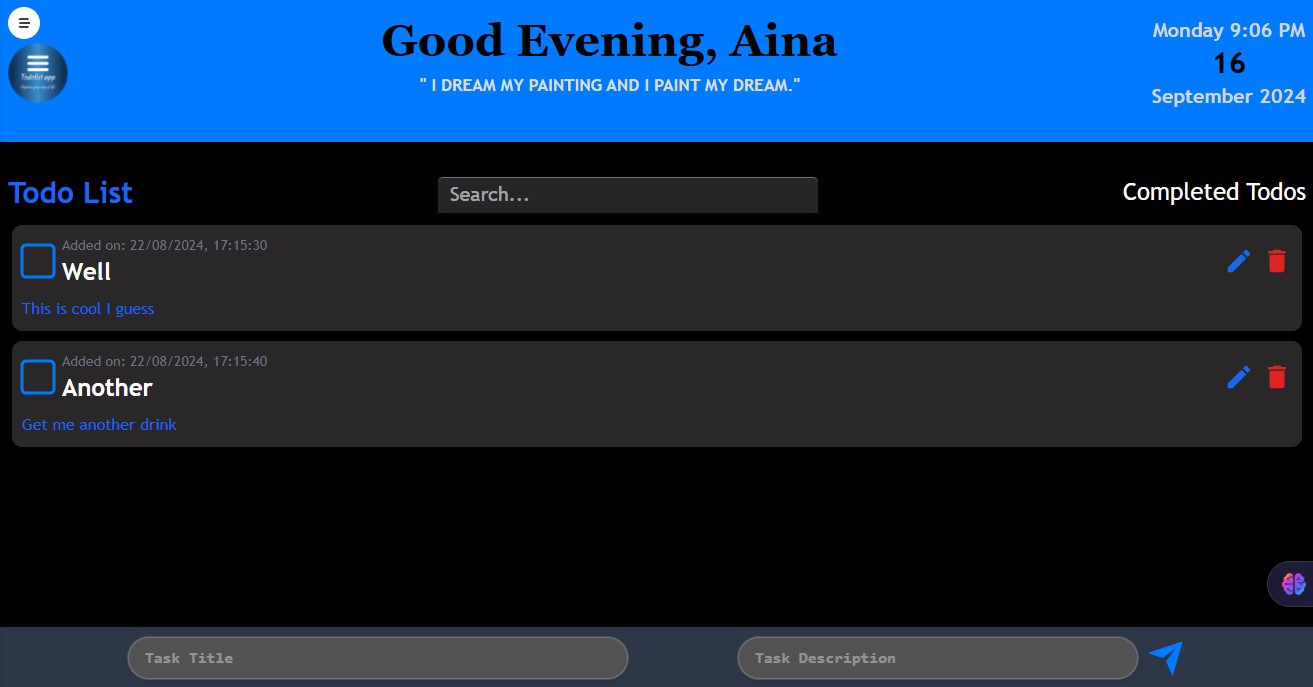 Good Evening, Aina
" I DREAM MY PAINTING AND I PAINT MY DREAM."
Monday 9:06 PM
16
September 2024
Todolist app
Todo List
Search...
Completed Todos
Added on: 22/08/2024, 17:15:30
Well
This is cool I guess
Added on: 22/08/2024, 17:15:40
Another
Get me another drink
Task Title
Task Description